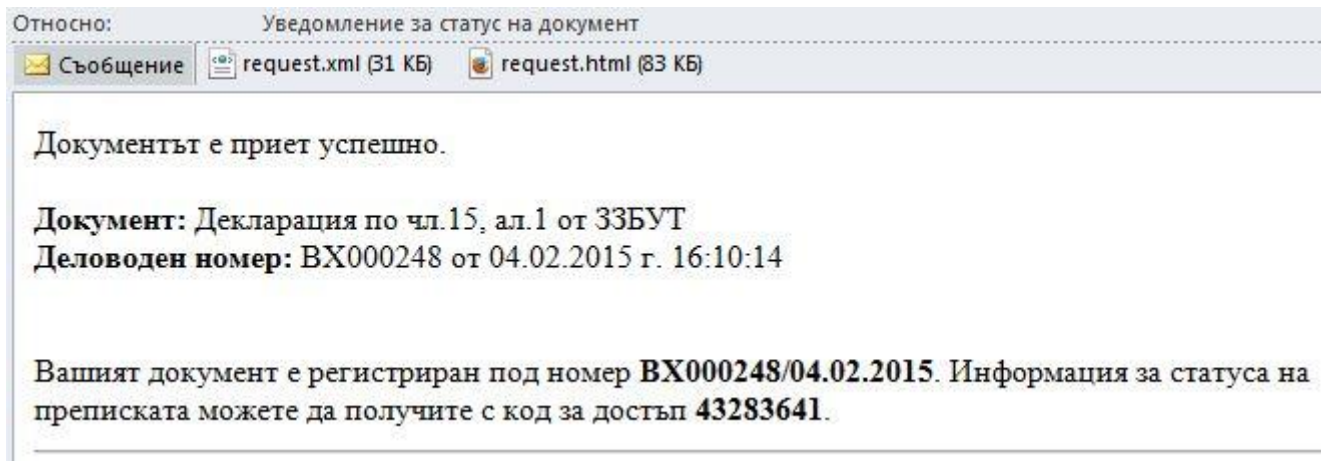 Относно: Уведомление за статус на документ
Съобщение request.xml (31 КБ) request.html (83 КБ)
Документът е приет успешно.
Документ: Декларация по чл.15, ал.1 от ЗЗБУТ
Деловоден номер: ВХ000248 от 04.02.2015 г. 16:10:14
Вашият документ е регистриран под номер ВХ000248/04.02.2015. Информация за статуса на
преписката можете да получите с код за достъп 43283641.